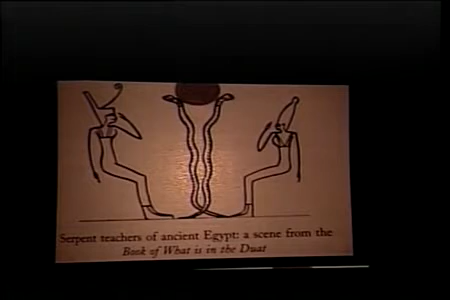 Serpent teachers of ancient Egypt: a scene from the
Book of What is in the Duat